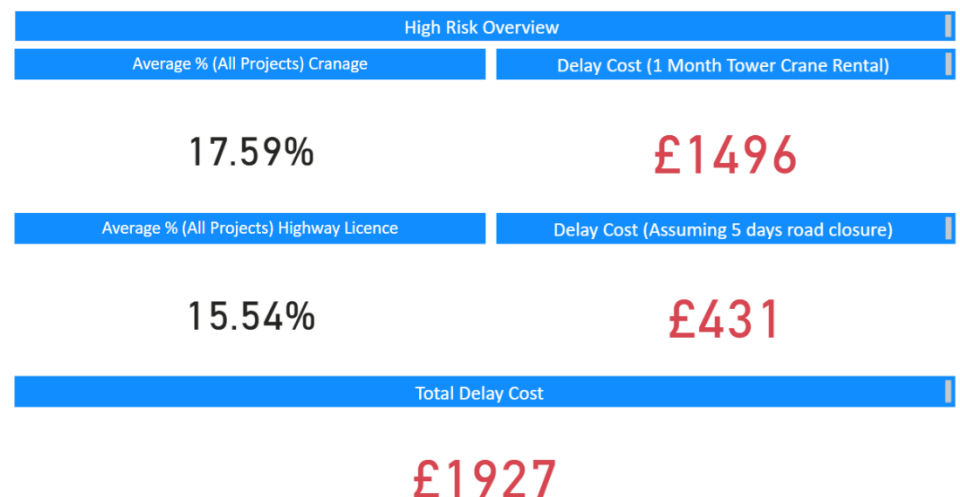 High Risk Overview
Average % (All Projects) Cranage
Delay Cost (1 Month Tower Crane Rental)
17.59%
£1496
Average % (All Projects) Highway Licence
Delay Cost (Assuming 5 days road closure)
15.54%
£431
Total Delay Cost
£1927